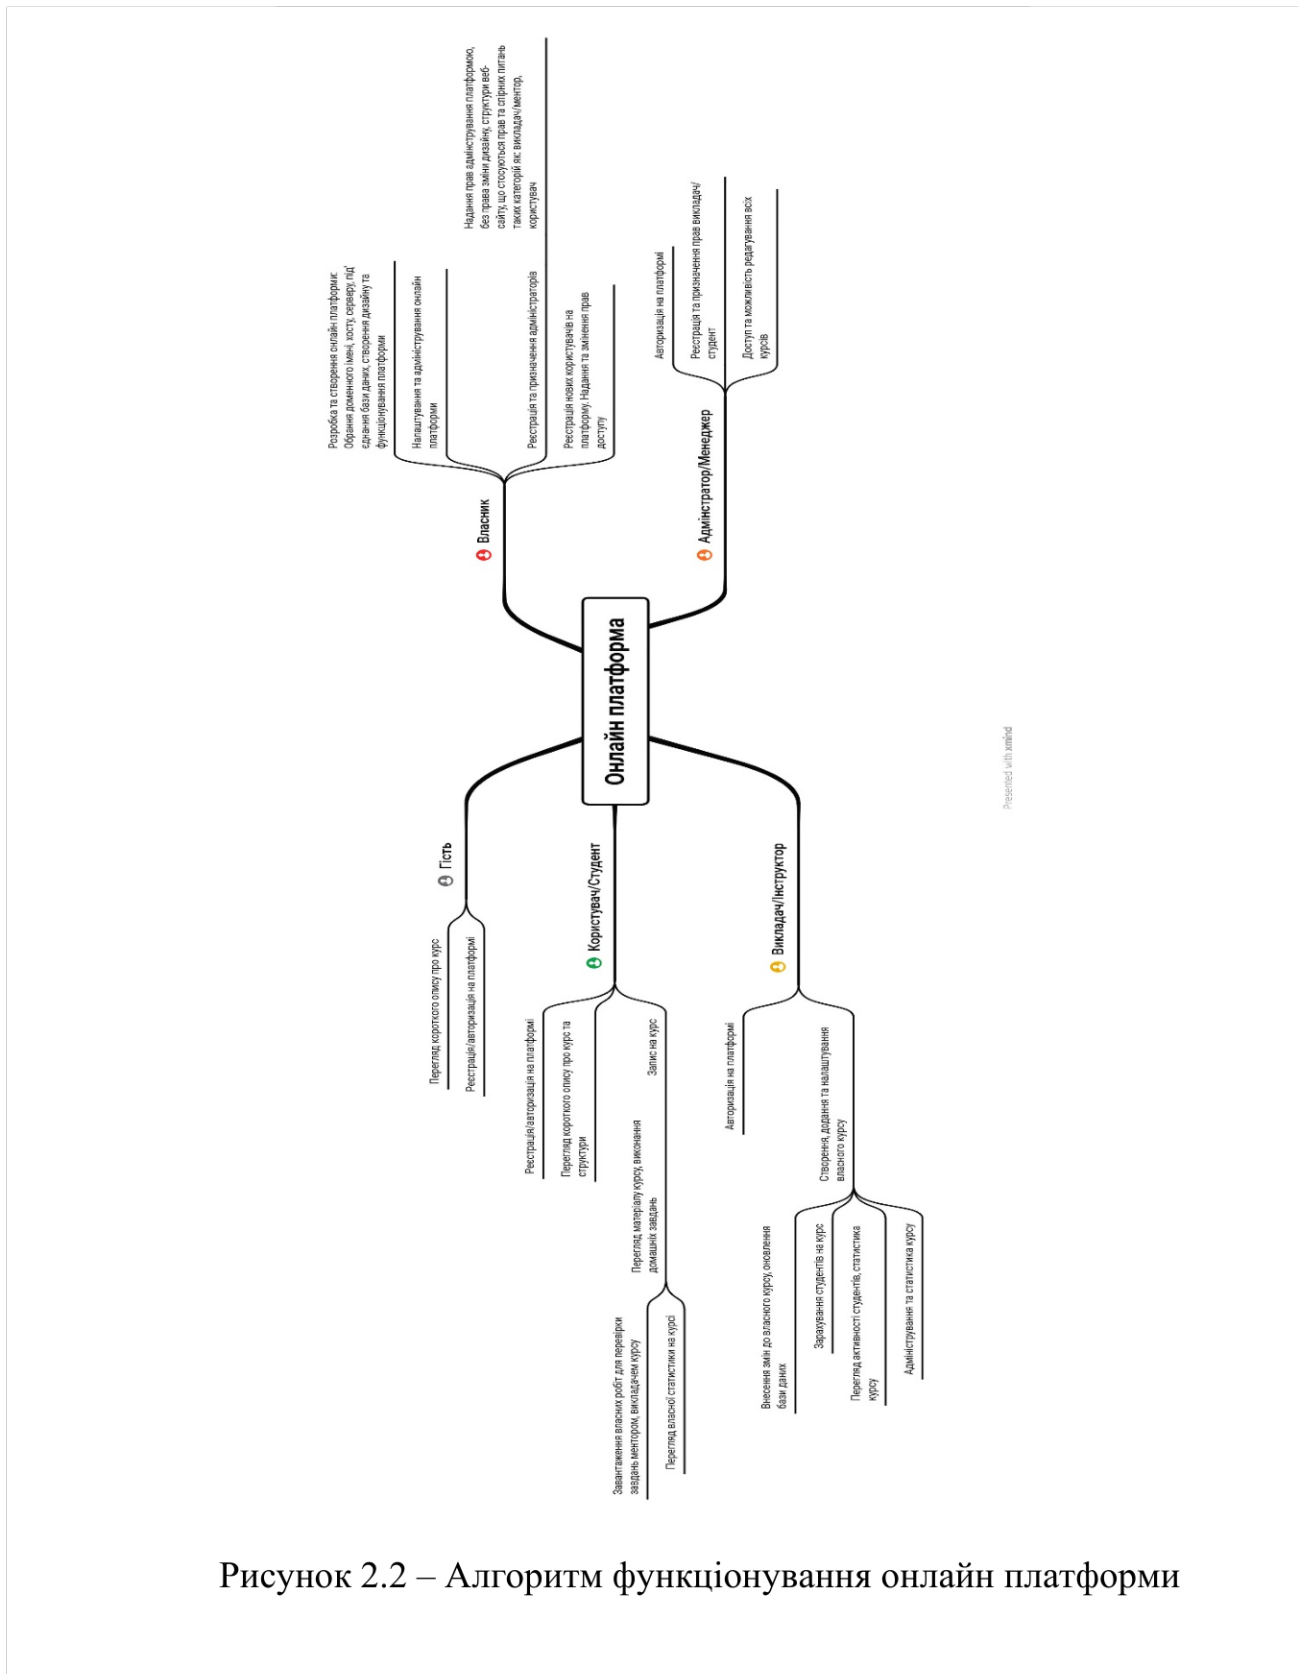 Онлайн платформа
Власник
Розробка та створення онлайн платформи:
Обрання доменного імені, хосту, серверу, під'
єднання бази даних, створення дизайну та
функціонування платформи
Налаштування та адміністрування онлайн
платформи
Реєстрація та призначення адміністраторів
Надання прав адміністрування платформою,
без права зміни дизайну, структури веб-
сайту, що стосуються прав та спірних питань
таких категорій як: викладач/ментор,
користувач
Реєстрація нових користувачів на
платформу. Надання та змінення прав
доступу
Адміністратор/Менеджер
Авторизація на платформі
Реєстрація та призначення прав викладач/
студент
Доступ та можливість редагування всіх
курсів
Гість
Перегляд короткого опису про курс
Реєстрація/авторизація на платформі
Користувач/Студент
Реєстрація/авторизація на платформі
Перегляд короткого опису про курс та
структури
Запис на курс
Перегляд матеріалу курсу, виконання
домашніх завдань
Завантаження власних робіт для перевірки
завдань ментором, викладачем курсу
Перегляд власної статистики на курсі
Викладач/Інструктор
Авторизація на платформі
Створення, додання та налаштування
власного курсу
Внесення змін до власного курсу, оновлення
бази даних
Зарахування студентів на курс
Перегляд активності студентів, статистика
курсу
Адміністрування та статистика курсу
Presented with xmind
Рисунок 2.2 – Алгоритм функціонування онлайн платформи